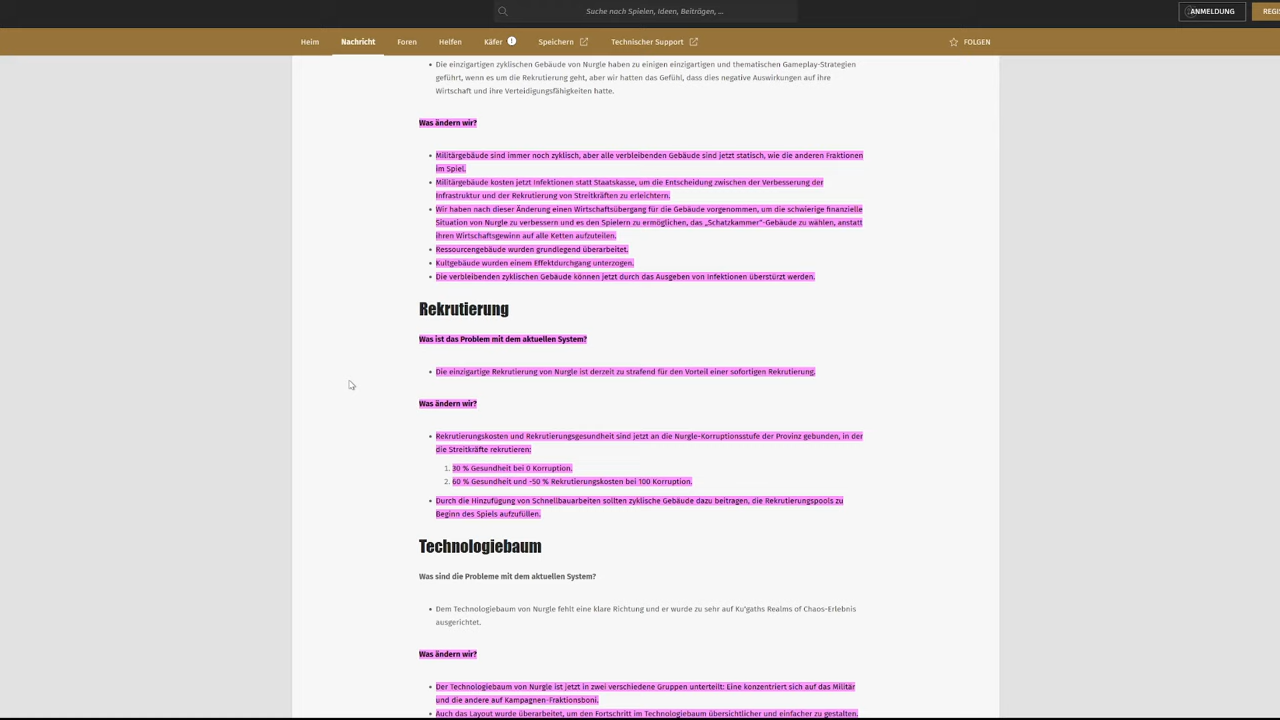 Suche nach Spielen, Ideen, Beiträgen, ...
ANMELDUNG
REGI
Heim
Nachricht
Foren
Helfen
Käfer
Speichern
Technischer Support
FOLGEN
• Die einzigartigen zyklischen Gebäude von Nurgle haben zu einigen einzigartigen und thematischen Gameplay-Strategien
geführt, wenn es um die Rekrutierung geht, aber wir hatten das Gefühl, dass dies negative Auswirkungen auf ihre
Wirtschaft und ihre Verteidigungsfähigkeiten hatte.
Was ändern wir?
• Militärgebäude sind immer noch zyklisch, aber alle verbleibenden Gebäude sind jetzt statisch, wie die anderen Fraktionen
im Spiel.
• Militärgebäude kosten jetzt Infektionen statt Staatskasse, um die Entscheidung zwischen der Verbesserung der
Infrastruktur und der Rekrutierung von Streitkräften zu erleichtern.
• Wir haben nach dieser Änderung einen Wirtschaftsübergang für die Gebäude vorgenommen, um die schwierige finanzielle
Situation von Nurgle zu verbessern und es den Spielern zu ermöglichen, das „Schatzkammer“-Gebäude zu wählen, anstatt
ihren Wirtschaftsgewinn auf alle Ketten aufzuteilen.
• Ressourcengebäude wurden grundlegend überarbeitet.
• Kultgebäude wurden einem Effektdurchgang unterzogen.
• Die verbleibenden zyklischen Gebäude können jetzt durch das Ausgeben von Infektionen überstürzt werden.
Rekrutierung
Was ist das Problem mit dem aktuellen System?
• Die einzigartige Rekrutierung von Nurgle ist derzeit zu strafend für den Vorteil einer sofortigen Rekrutierung.
Was ändern wir?
• Rekrutierungskosten und Rekrutierungsgesundheit sind jetzt an die Nurgle-Korruptionsstufe der Provinz gebunden, in der
die Streitkräfte rekrutieren:
1. 30 % Gesundheit bei 0 Korruption.
2. 60 % Gesundheit und -50 % Rekrutierungskosten bei 100 Korruption.
• Durch die Hinzufügung von Schnellbauarbeiten sollten zyklische Gebäude dazu beitragen, die Rekrutierungspools zu
Beginn des Spiels aufzufüllen.
Technologiebaum
Was sind die Probleme mit dem aktuellen System?
• Dem Technologiebaum von Nurgle fehlt eine klare Richtung und er wurde zu sehr auf Ku'gaths Realms of Chaos-Erlebnis
ausgerichtet.
Was ändern wir?
• Der Technologiebaum von Nurgle ist jetzt in zwei verschiedene Gruppen unterteilt: Eine konzentriert sich auf das Militär
und die andere auf Kampagnen-Fraktionsboni.
• Auch das Layout wurde überarbeitet, um den Fortschritt im Technologiebaum übersichtlicher und einfacher zu gestalten.